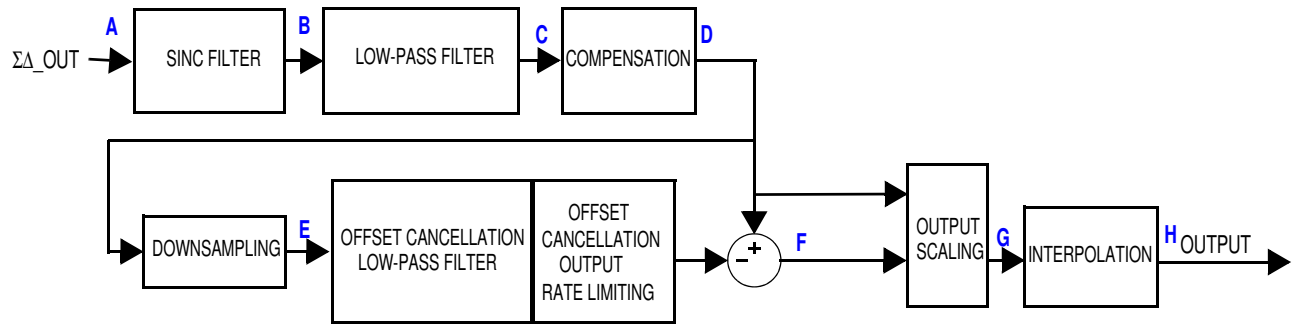 A
B
C
D
ΣΔ_OUT
SINC FILTER
LOW-PASS FILTER
COMPENSATION
DOWNSAMPLING
E
OFFSET CANCELLATION
LOW-PASS FILTER
OFFSET
CANCELLATION
OUTPUT
RATE LIMITING
- +
F
OUTPUT
SCALING
G
INTERPOLATION
H
OUTPUT